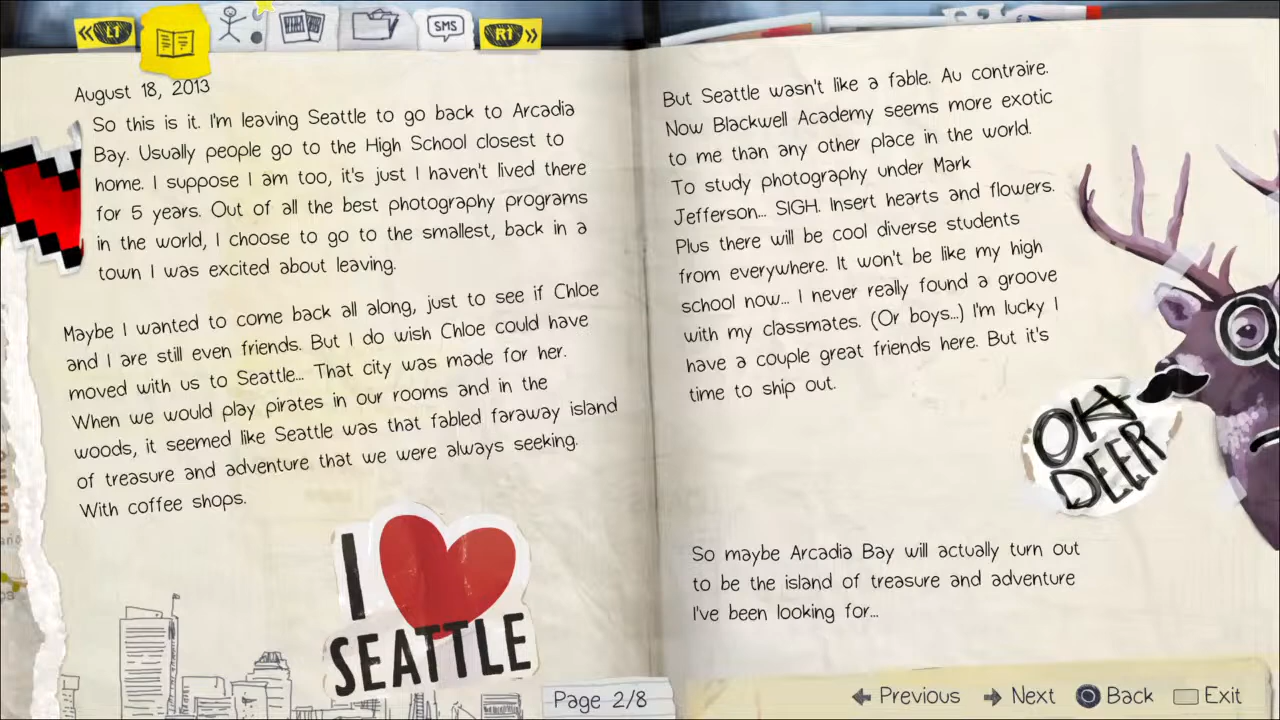 L1
SMS
R1
August 18, 2013
So this is it. I'm leaving Seattle to go back to Arcadia
Bay. Usually people go to the High School closest to
home. I suppose I am too, it's just I haven't lived there
for 5 years. Out of all the best photography programs
in the world, I choose to go to the smallest, back in a
town I was excited about leaving.
Maybe I wanted to come back all along, just to see if Chloe
and I are still even friends. But I do wish Chloe could have
moved with us to Seattle... That city was made for her.
When we would play pirates in our rooms and in the
woods, it seemed like Seattle was that fabled faraway island
of treasure and adventure that we were always seeking.
With coffee shops.
I
SEATTLE
Page 2/8
But Seattle wasn't like a fable. Au contraire.
Now Blackwell Academy seems more exotic
to me than any other place in the world.
To study photography under Mark
Jefferson... SIGH. Insert hearts and flowers.
Plus there will be cool diverse students
from everywhere. It won't be like my high
school now... I never really found a groove
with my classmates. (Or boys...) I'm lucky I
have a couple great friends here. But it's
time to ship out.
OH
DEER
So maybe Arcadia Bay will actually turn out
to be the island of treasure and adventure
I've been looking for...
Previous
Next
Back
Exit